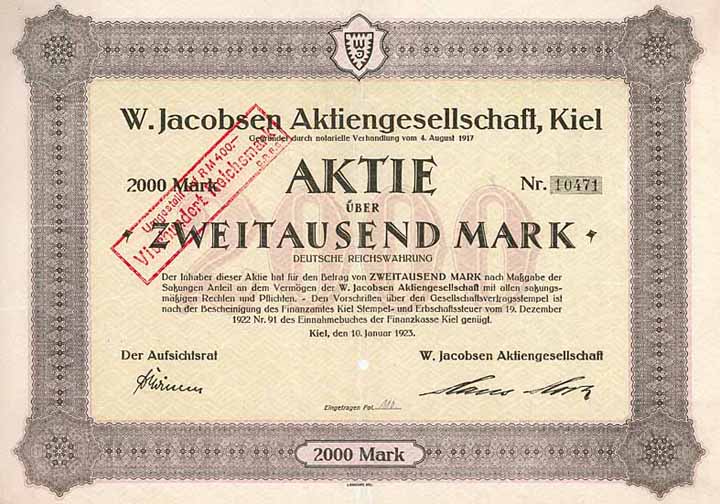 W. Jacobsen Aktiengesellschaft, Kiel
Gegründet durch notarielle Verhandlung vom 4. August 1917
2000 Mark
AKTIE
Nr. 10471
ÜBER
ZWEITAUSEND MARK
DEUTSCHE REICHSWÄHRUNG
Umgestellt auf RM 400.-
Vierhundert Reichsmark
2000
Der Inhaber dieser Aktie hat für den Betrag von ZWEITAUSEND MARK nach Maßgabe der
Satzungen Anteil an dem Vermögen der W. Jacobsen Aktiengesellschaft mit allen satzungs-
mäßigen Rechten und Pflichten. - Den Vorschriften über den Gesellschaftsvertragsstempel ist
nach der Bescheinigung des Finanzamtes Kiel Stempel- und Erbschaftssteuer vom 19. Dezember
1922 Nr. 91 des Einnahmebuches der Finanzkasse Kiel genügt.
Kiel, den 10. Januar 1923.
Der Aufsichtsrat
W. Jacobsen Aktiengesellschaft
Eingetragen Fol.
2000 Mark